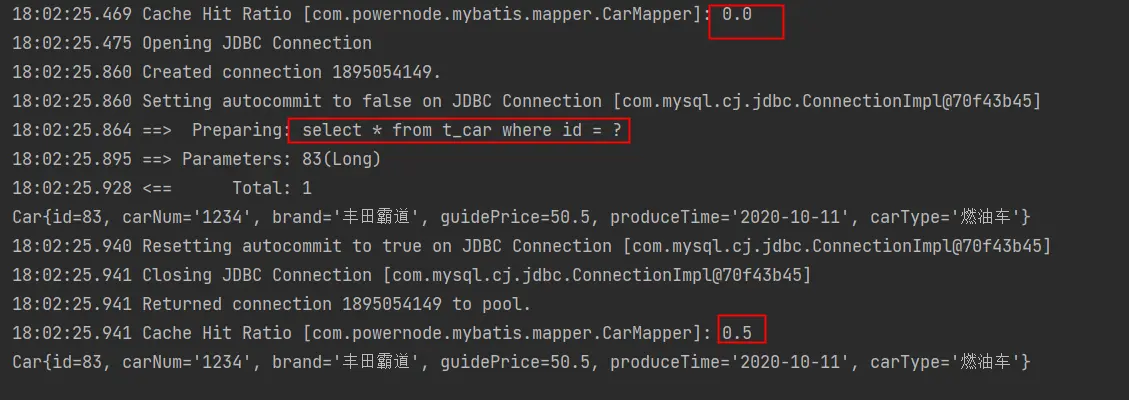 18:02:25.469 Cache Hit Ratio [com.powernode.mybatis.mapper.CarMapper]: 0.0
18:02:25.475 Opening JDBC Connection
18:02:25.860 Created connection 1895054149.
18:02:25.860 Setting autocommit to false on JDBC Connection [com.mysql.cj.jdbc.ConnectionImpl@70f43b45]
18:02:25.864 ==>  Preparing: select * from t_car where id = ?
18:02:25.895 ==> Parameters: 83(Long)
18:02:25.928 <==      Total: 1
Car{id=83, carNum='1234', brand='丰田霸道', guidePrice=50.5, produceTime='2020-10-11', carType='燃油车'}
18:02:25.940 Resetting autocommit to true on JDBC Connection [com.mysql.cj.jdbc.ConnectionImpl@70f43b45]
18:02:25.941 Closing JDBC Connection [com.mysql.cj.jdbc.ConnectionImpl@70f43b45]
18:02:25.941 Returned connection 1895054149 to pool.
18:02:25.941 Cache Hit Ratio [com.powernode.mybatis.mapper.CarMapper]: 0.5
Car{id=83, carNum='1234', brand='丰田霸道', guidePrice=50.5, produceTime='2020-10-11', carType='燃油车'}